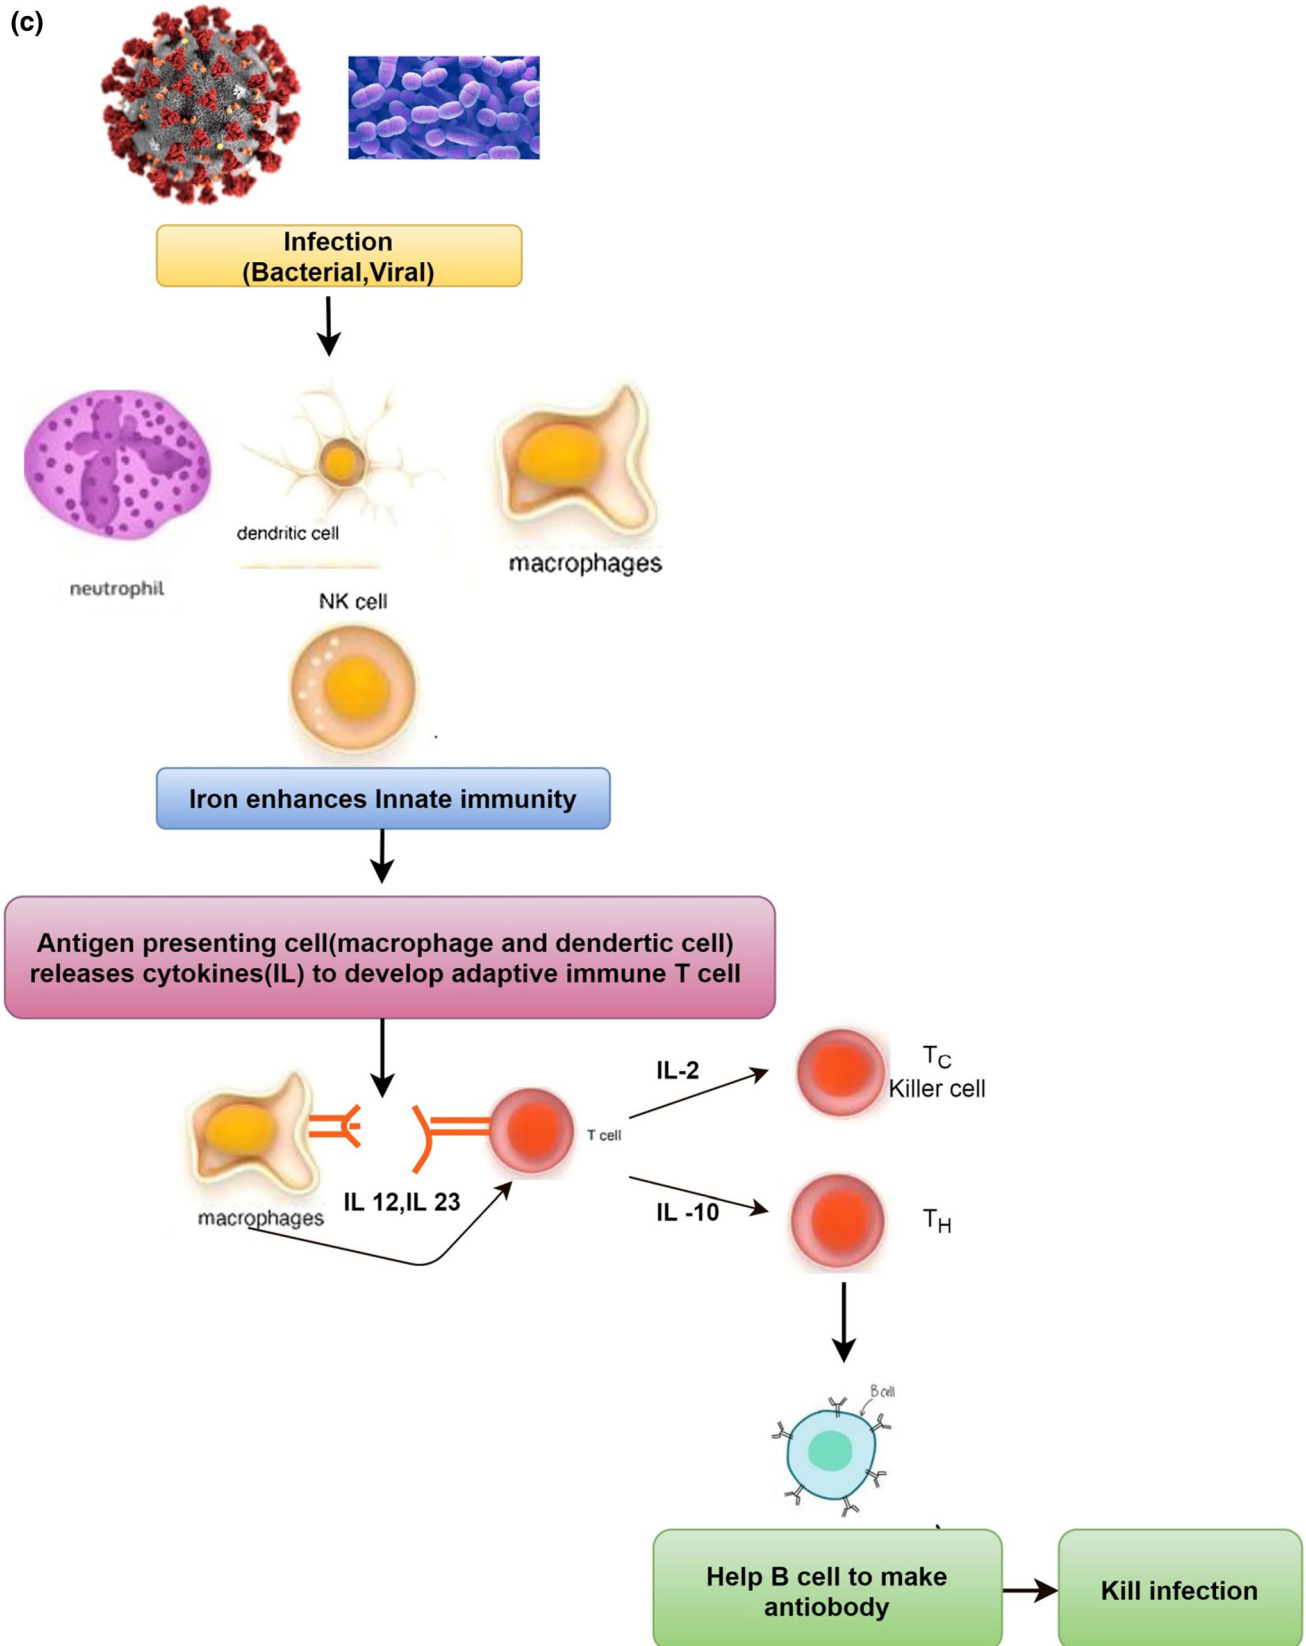 (c)
Infection
(Bacterial,Viral)
dendritic cell
macrophages
neutrophil
NK cell
Iron enhances Innate immunity
Antigen presenting cell(macrophage and dendertic cell)
releases cytokines(IL) to develop adaptive immune T cell
IL-2
TC
Killer cell
T cell
IL 12,IL 23
macrophages
IL -10
TH
B cell
Help B cell to make
antiobody
Kill infection